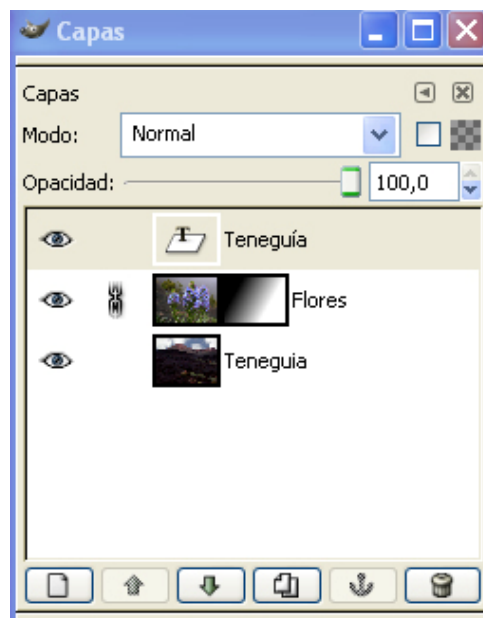 Capas
Capas
Modo: Normal
Opacidad: 100,0
T Teneguía
Flores
Teneguia